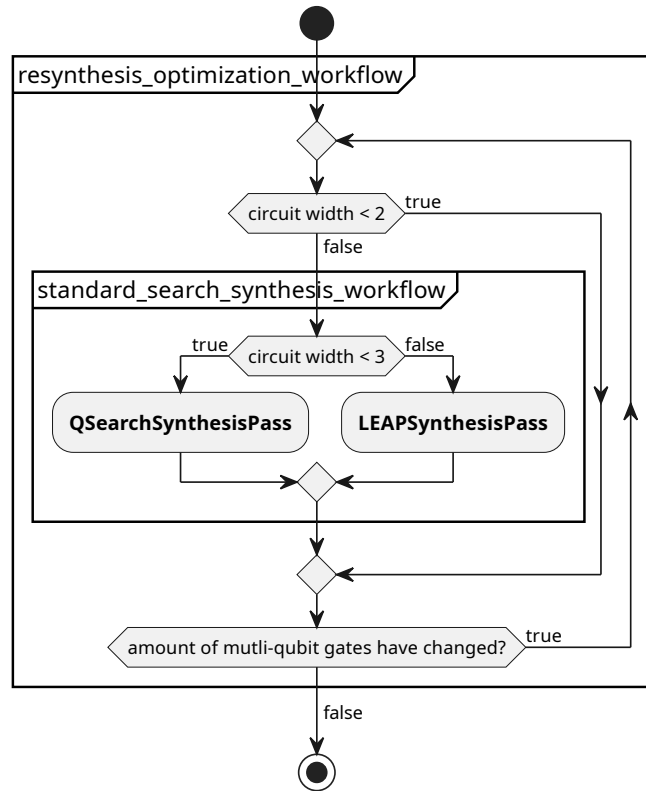 resynthesis_optimization_workflow
circuit width < 2
true
false
standard_search_synthesis_workflow
true
circuit width < 3
false
QSearchSynthesisPass
LEAPSynthesisPass
amount of mutli-qubit gates have changed?
true
false